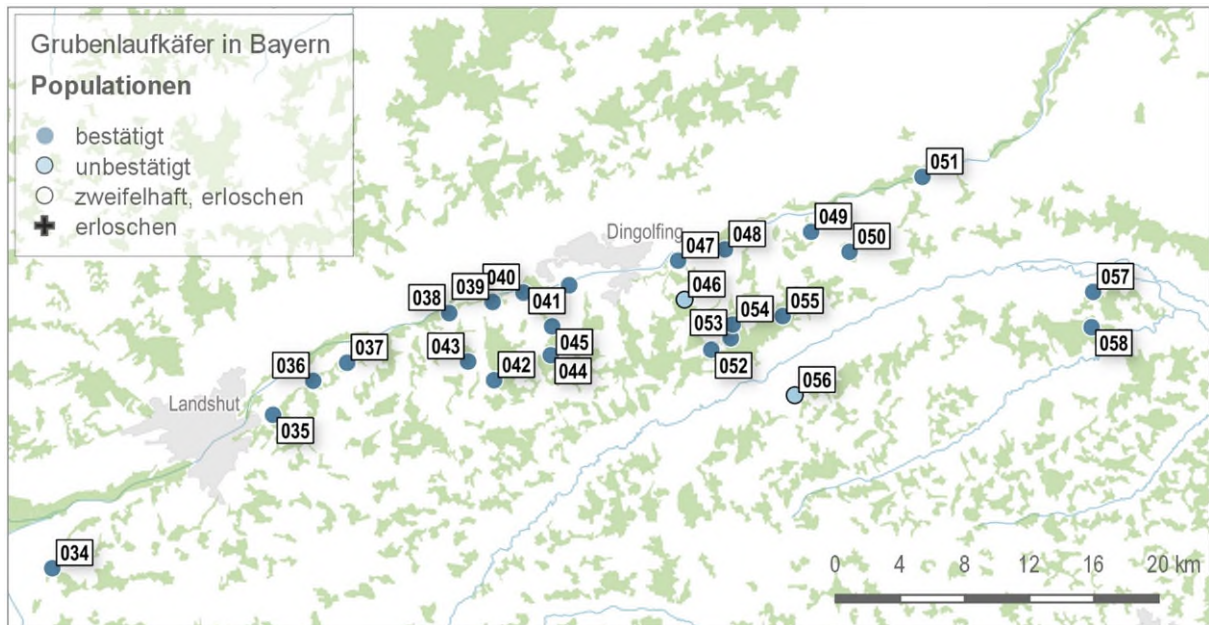 Grubenlaufkäfer in Bayern
Populationen
bestätigt
unbestätigt
zweifelhaft, erloschen
erloschen
051
049
048
Dingolfing
047
050
040
046
057
039
038
041
054
055
053
045
058
037
043
042
044
052
036
056
Landshut
035
034
0 4 8 12 16 20 km